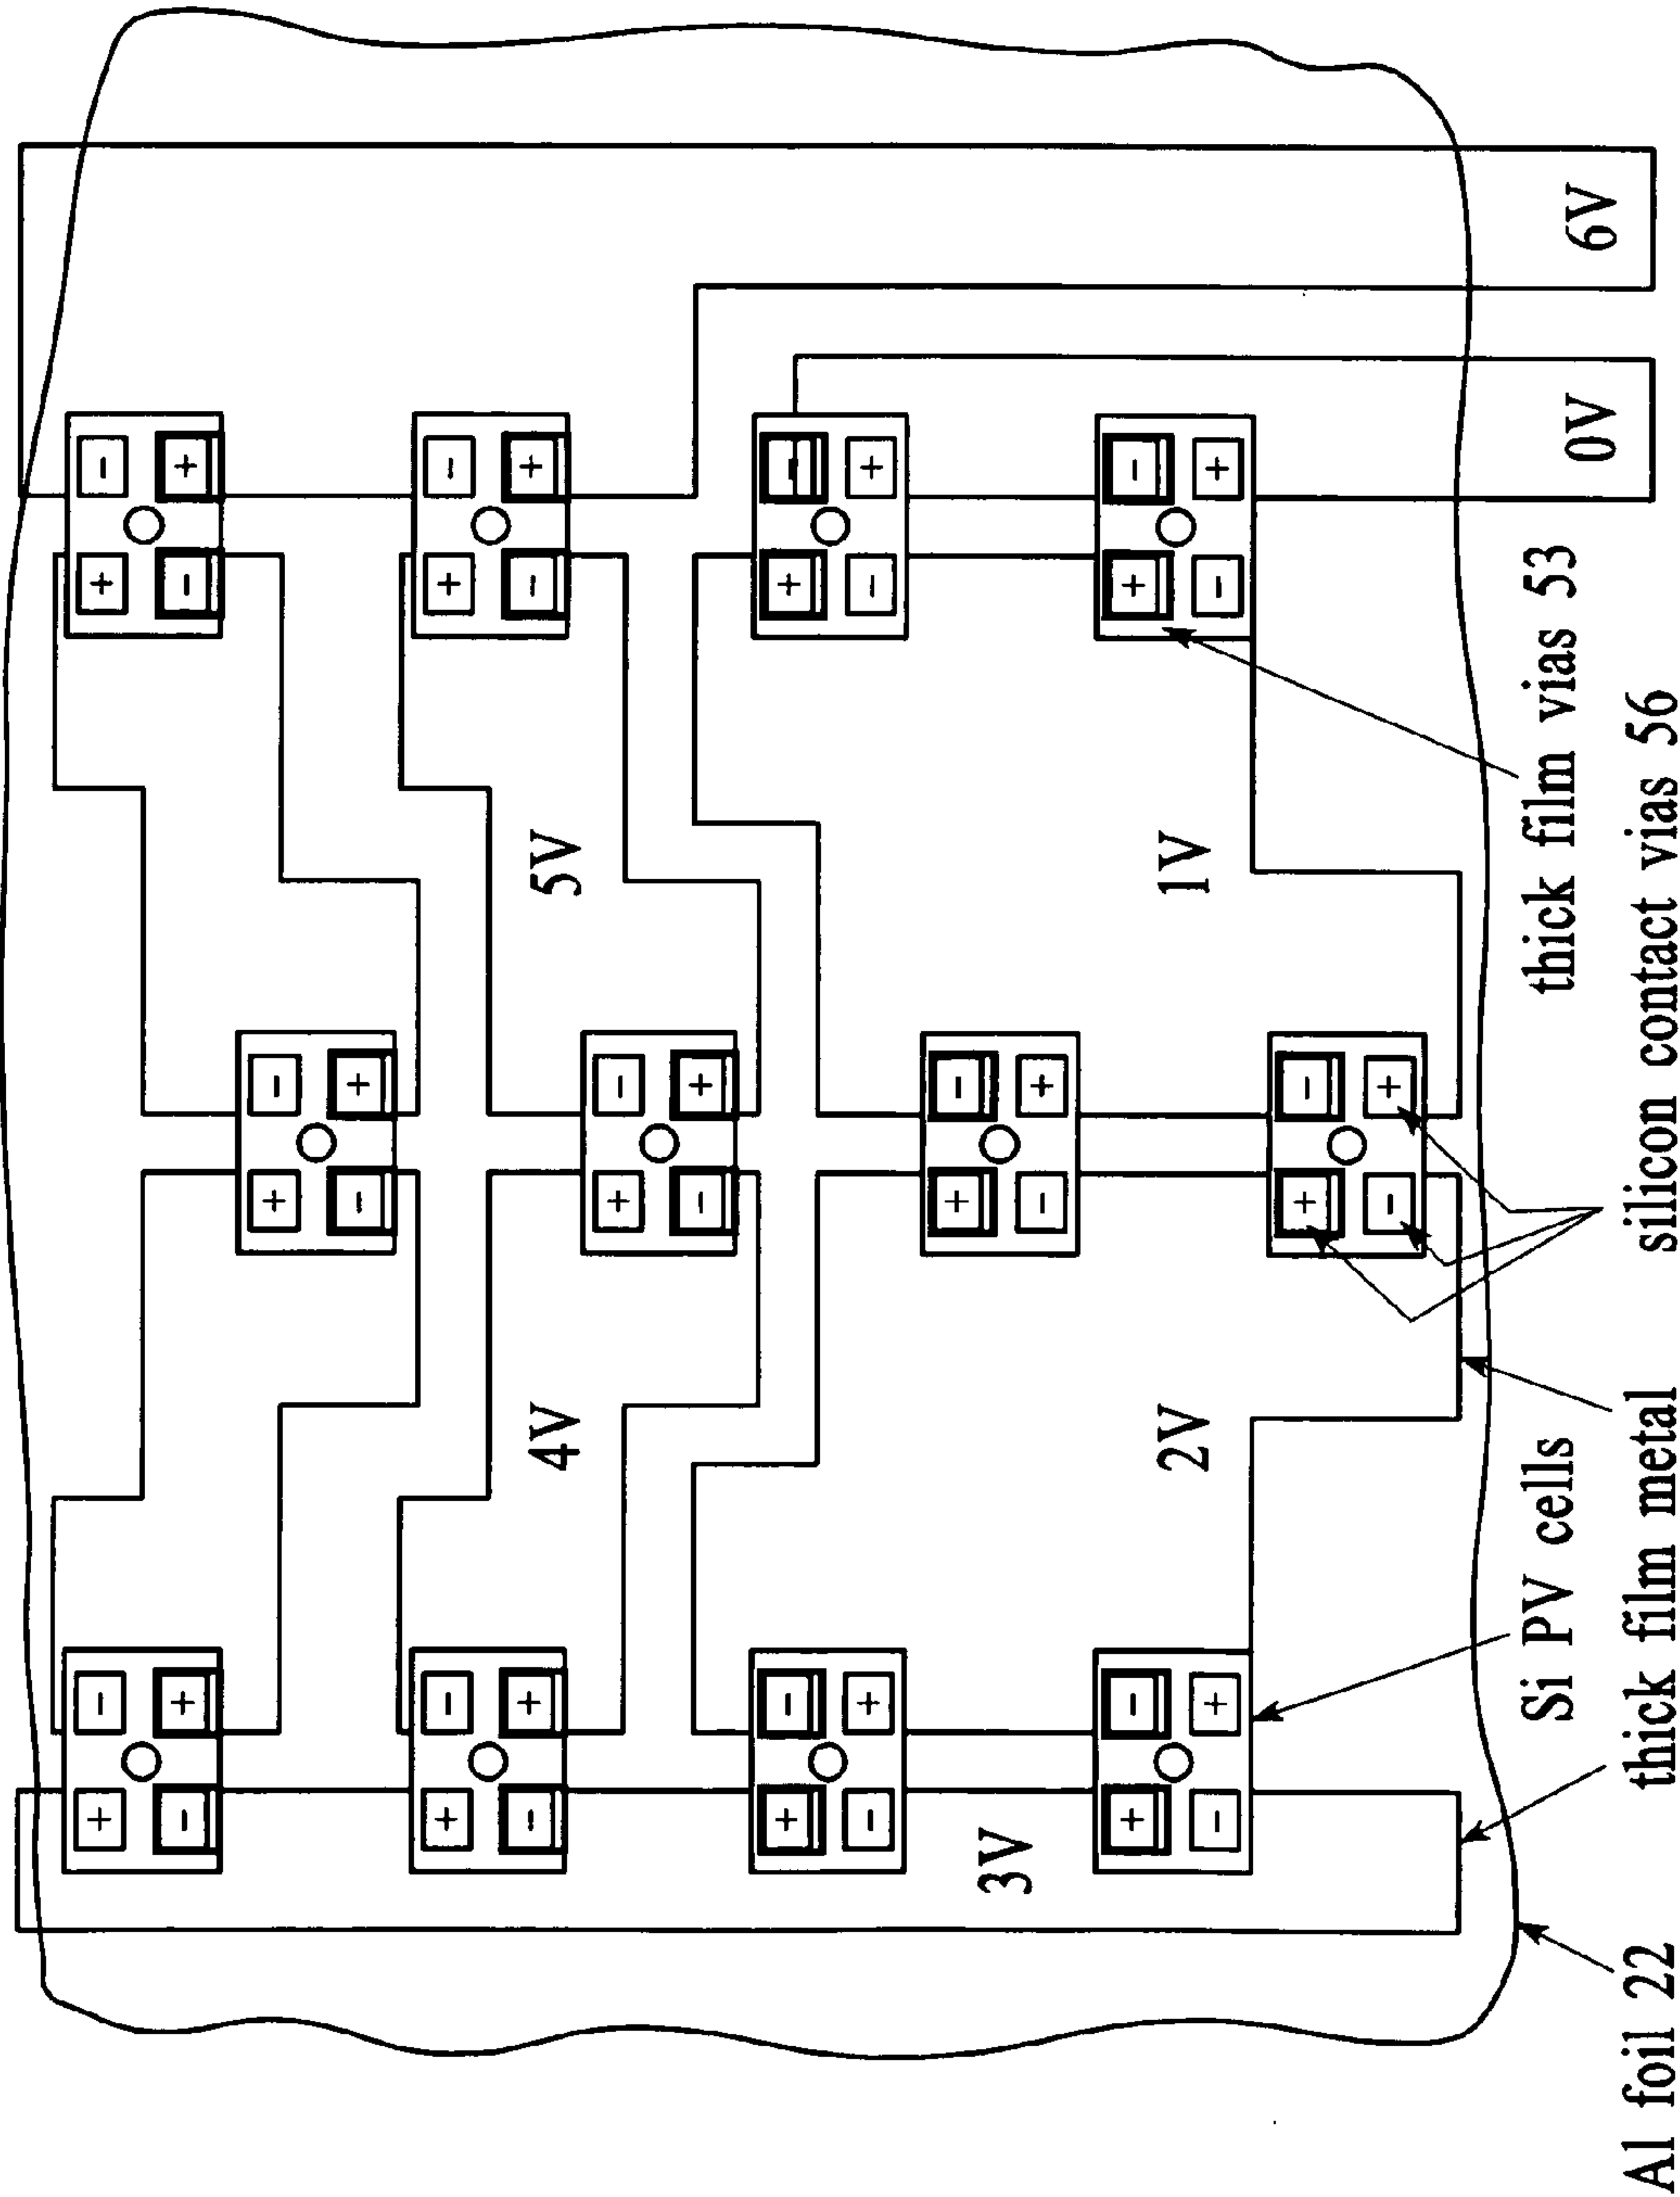 + - + -
- + - +
+ -
- +
+ - + -
- + - +
4V 5V
+ -
- +
+ - + -
- + - +
+ -
3V
- +
+ - + -
2V 1V
- + - +
+ -
- +
0V 6V
Si PV cells thick film vias 53
Al foil 22 thick film metal silicon contact vias 56